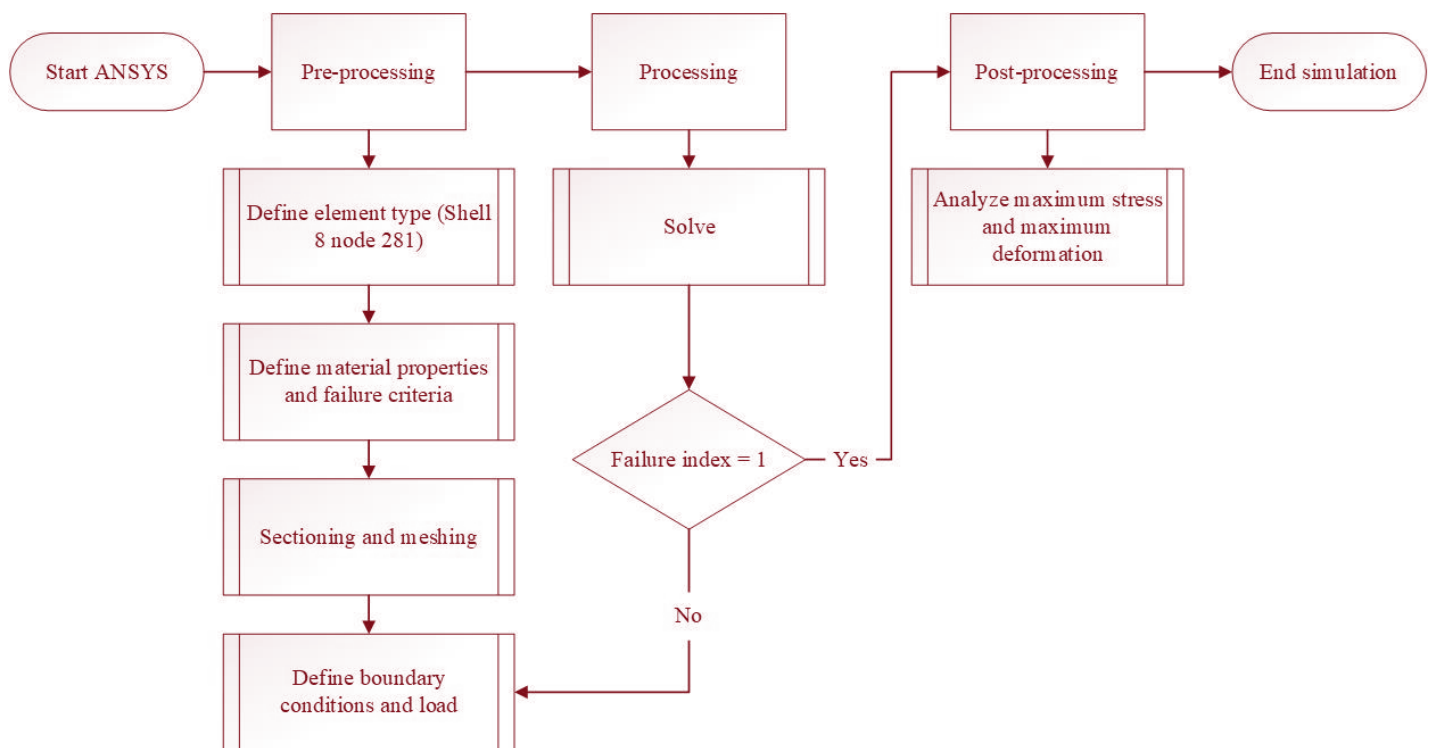 Start ANSYS
Pre-processing
Processing
Post-processing
End simulation
Define element type (Shell
8 node 281)
Solve
Analyze maximum stress
and maximum
deformation
Define material properties
and failure criteria
Failure index = 1
Yes
Sectioning and meshing
No
Define boundary
conditions and load